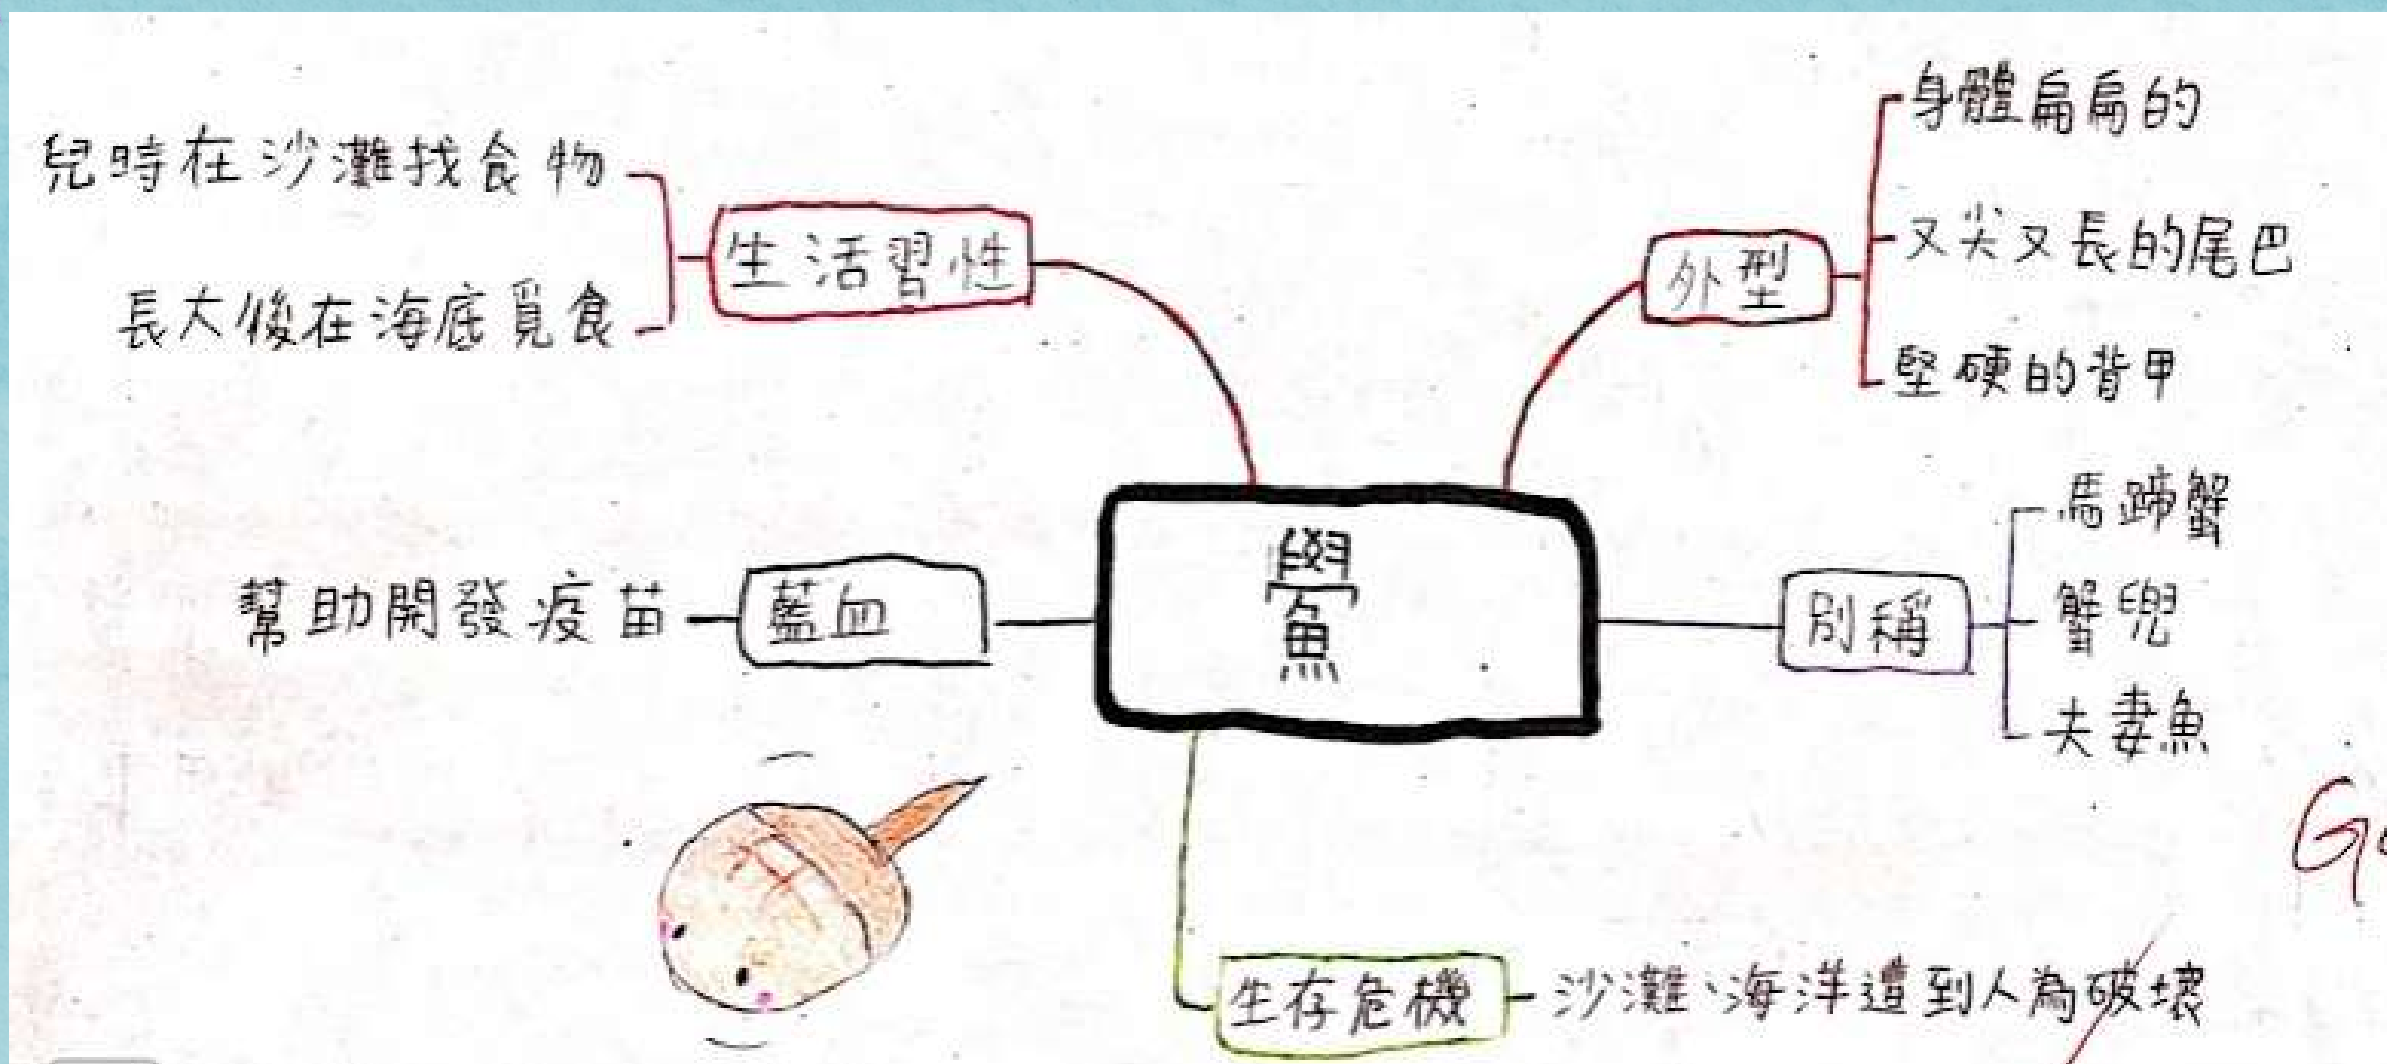 兒時在沙灘找食物
長大後在海底覓食
生活習性
外型
身體扁扁的
又尖又長的尾巴
堅硬的背甲
幫助開發疫苗
藍血
鱟
別稱
馬蹄蟹
蟹兜
夫妻魚
生存危機
沙灘、海洋遭到人為破壞